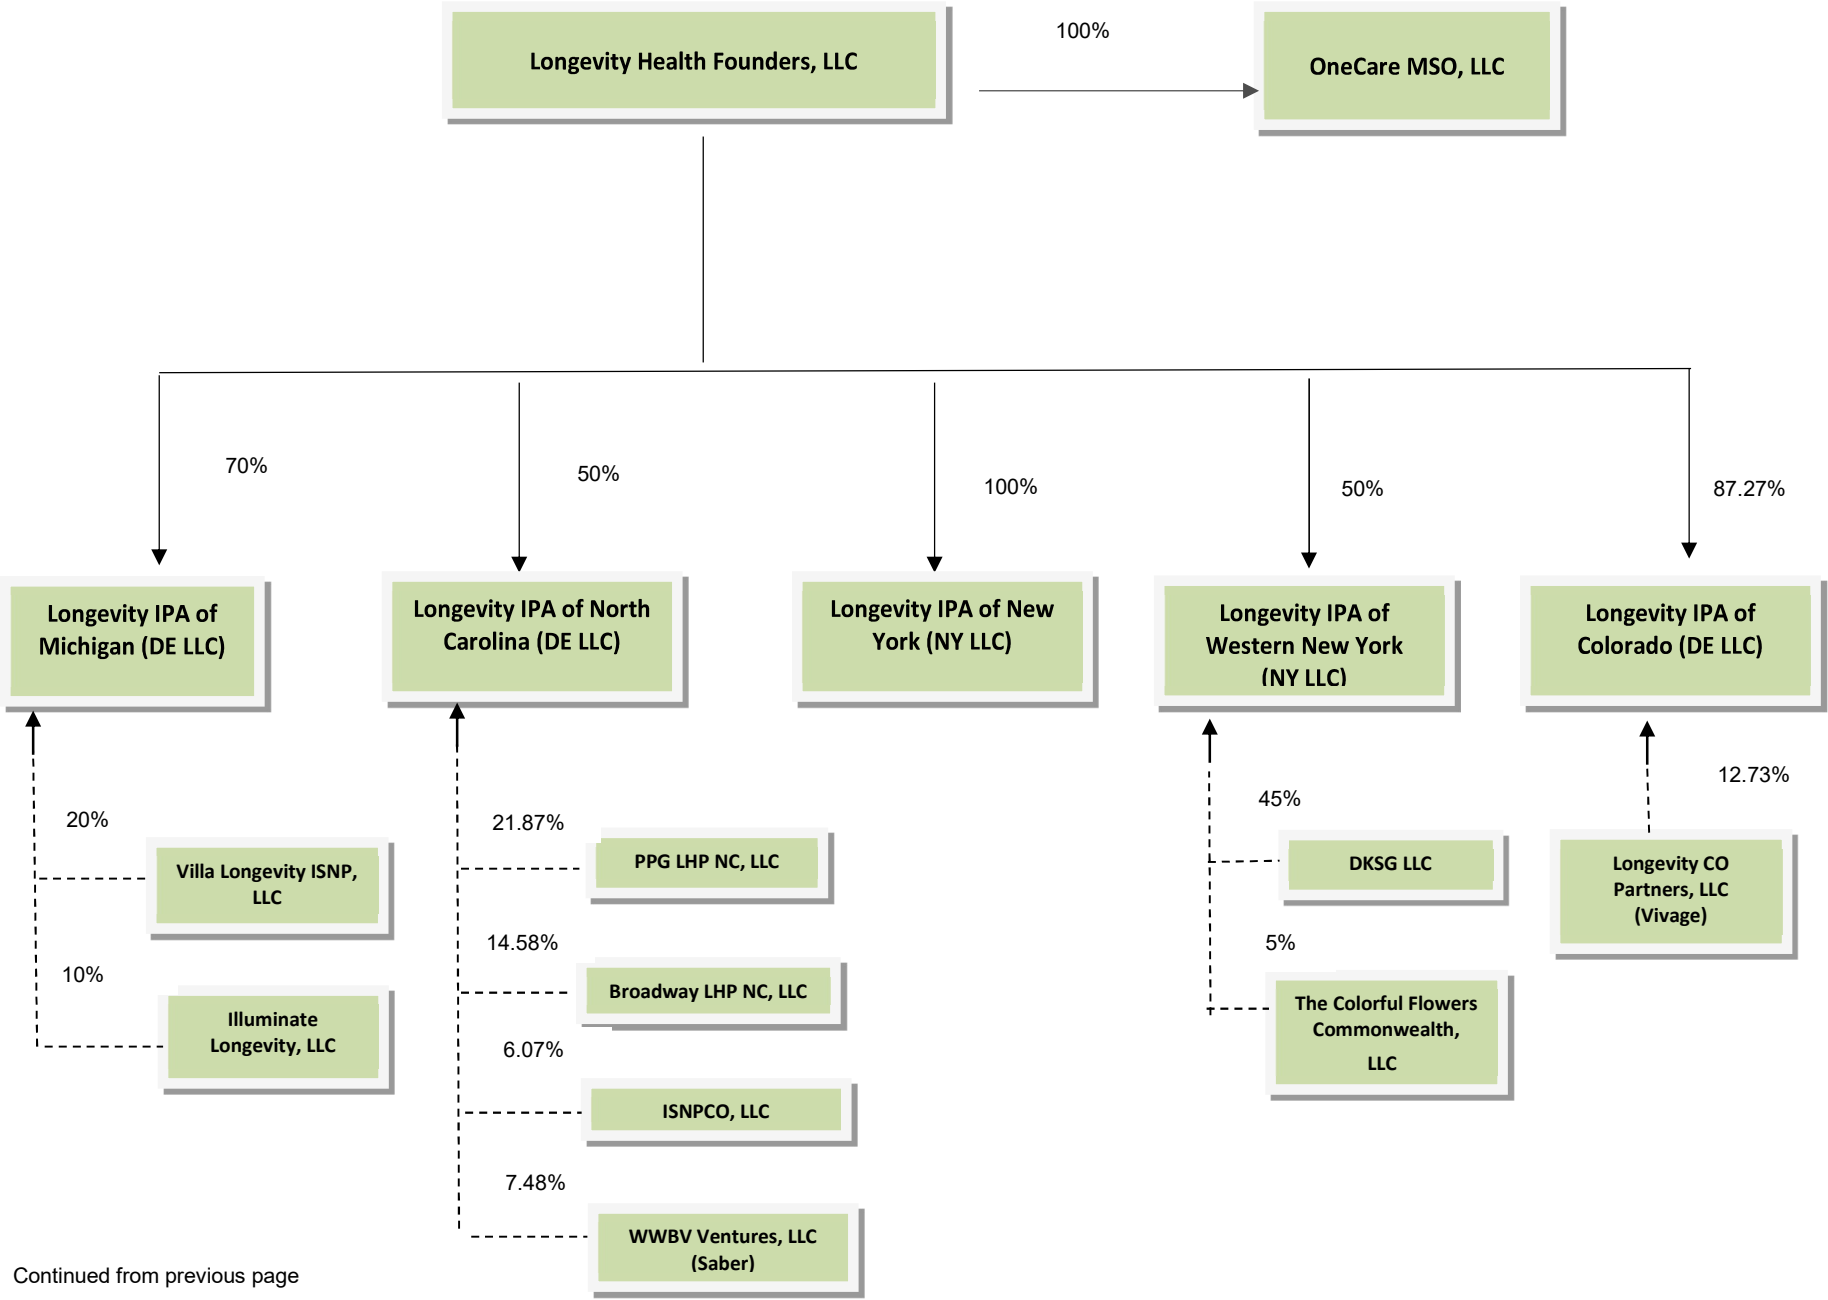 Longevity Health Founders, LLC
100%
OneCare MSO, LLC
70%
50%
100%
50%
87.27%
Longevity IPA of
Michigan (DE LLC)
Longevity IPA of North
Carolina (DE LLC)
Longevity IPA of New
York (NY LLC)
Longevity IPA of
Western New York
(NY LLC)
Longevity IPA of
Colorado (DE LLC)
20%
Villa Longevity ISNP,
LLC
10%
Illuminate
Longevity, LLC
21.87%
PPG LHP NC, LLC
14.58%
Broadway LHP NC, LLC
6.07%
ISNPCO, LLC
7.48%
WWBV Ventures, LLC
(Saber)
45%
DKSG LLC
5%
The Colorful Flowers
Commonwealth,
LLC
12.73%
Longevity CO
Partners, LLC
(Vivage)
Continued from previous page